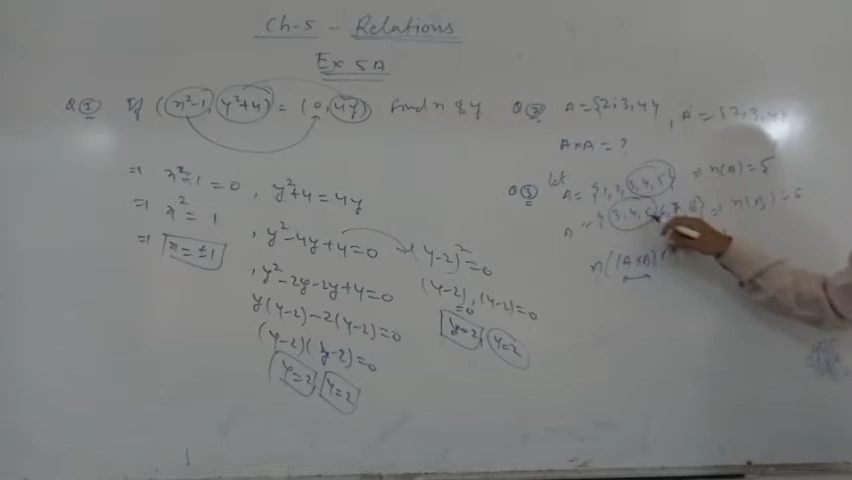 Ch-5 - Relations
Ex 5A
Q① If (x²-1, y²+4) = (0, 4y) find x & y
⇒ x²-1 = 0, y²+4 = 4y
⇒ x² = 1
, y²-4y+4=0
⇒ x = ±1
, y²-2y-2y+4=0
y(y-2)-2(y-2)=0
(y-2)(y-2)=0
y=2 y=2
(y-2)²=0
(y-2), (y-2)=0
=0
y=2, y=2
Q② A={2,3,4}, A={2,3,4}
A×A = ?
Q③ Let
A={1,2,3,4,5} ⇒ n(A)=5
{3,4,5,6,7,8} ⇒ n(B)=6
n((A×B)